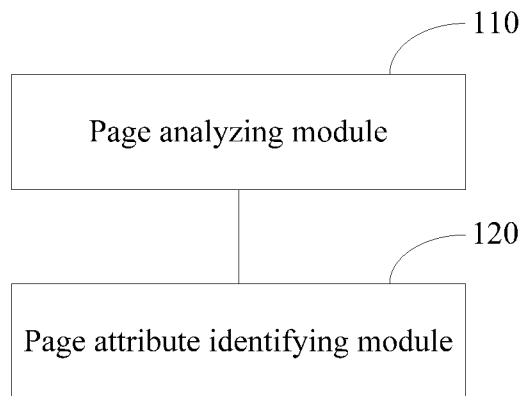 110
Page analyzing module
120
Page attribute identifying module